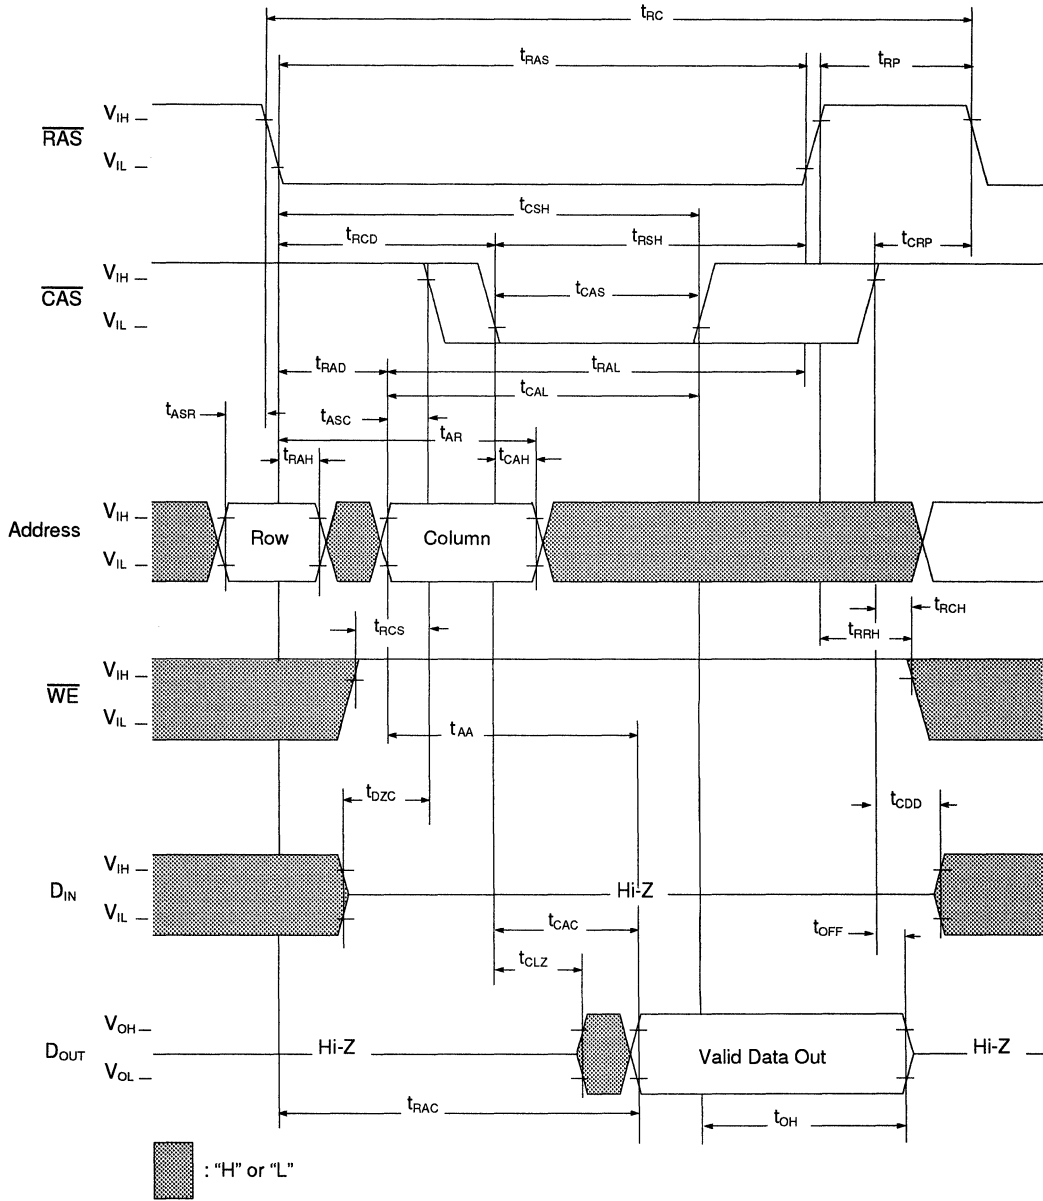 tRC
tRAS
tRP
VIH
RAS
VIL
tCSH
tRCD
tRSH
tCRP
VIH
CAS
tCAS
VIL
tRAD
tRAL
tCAL
tASR
tASC
tAR
tRAH
tCAH
VIH
Address
Row
Column
VIL
tRCH
tRCS
tRRH
VIH
WE
VIL
tAA
tDZC
tCDD
VIH
DIN
Hi-Z
VIL
tCAC
tOFF
tCLZ
VOH
DOUT
Hi-Z
Valid Data Out
Hi-Z
VOL
tRAC
tOH
: “H” or “L”